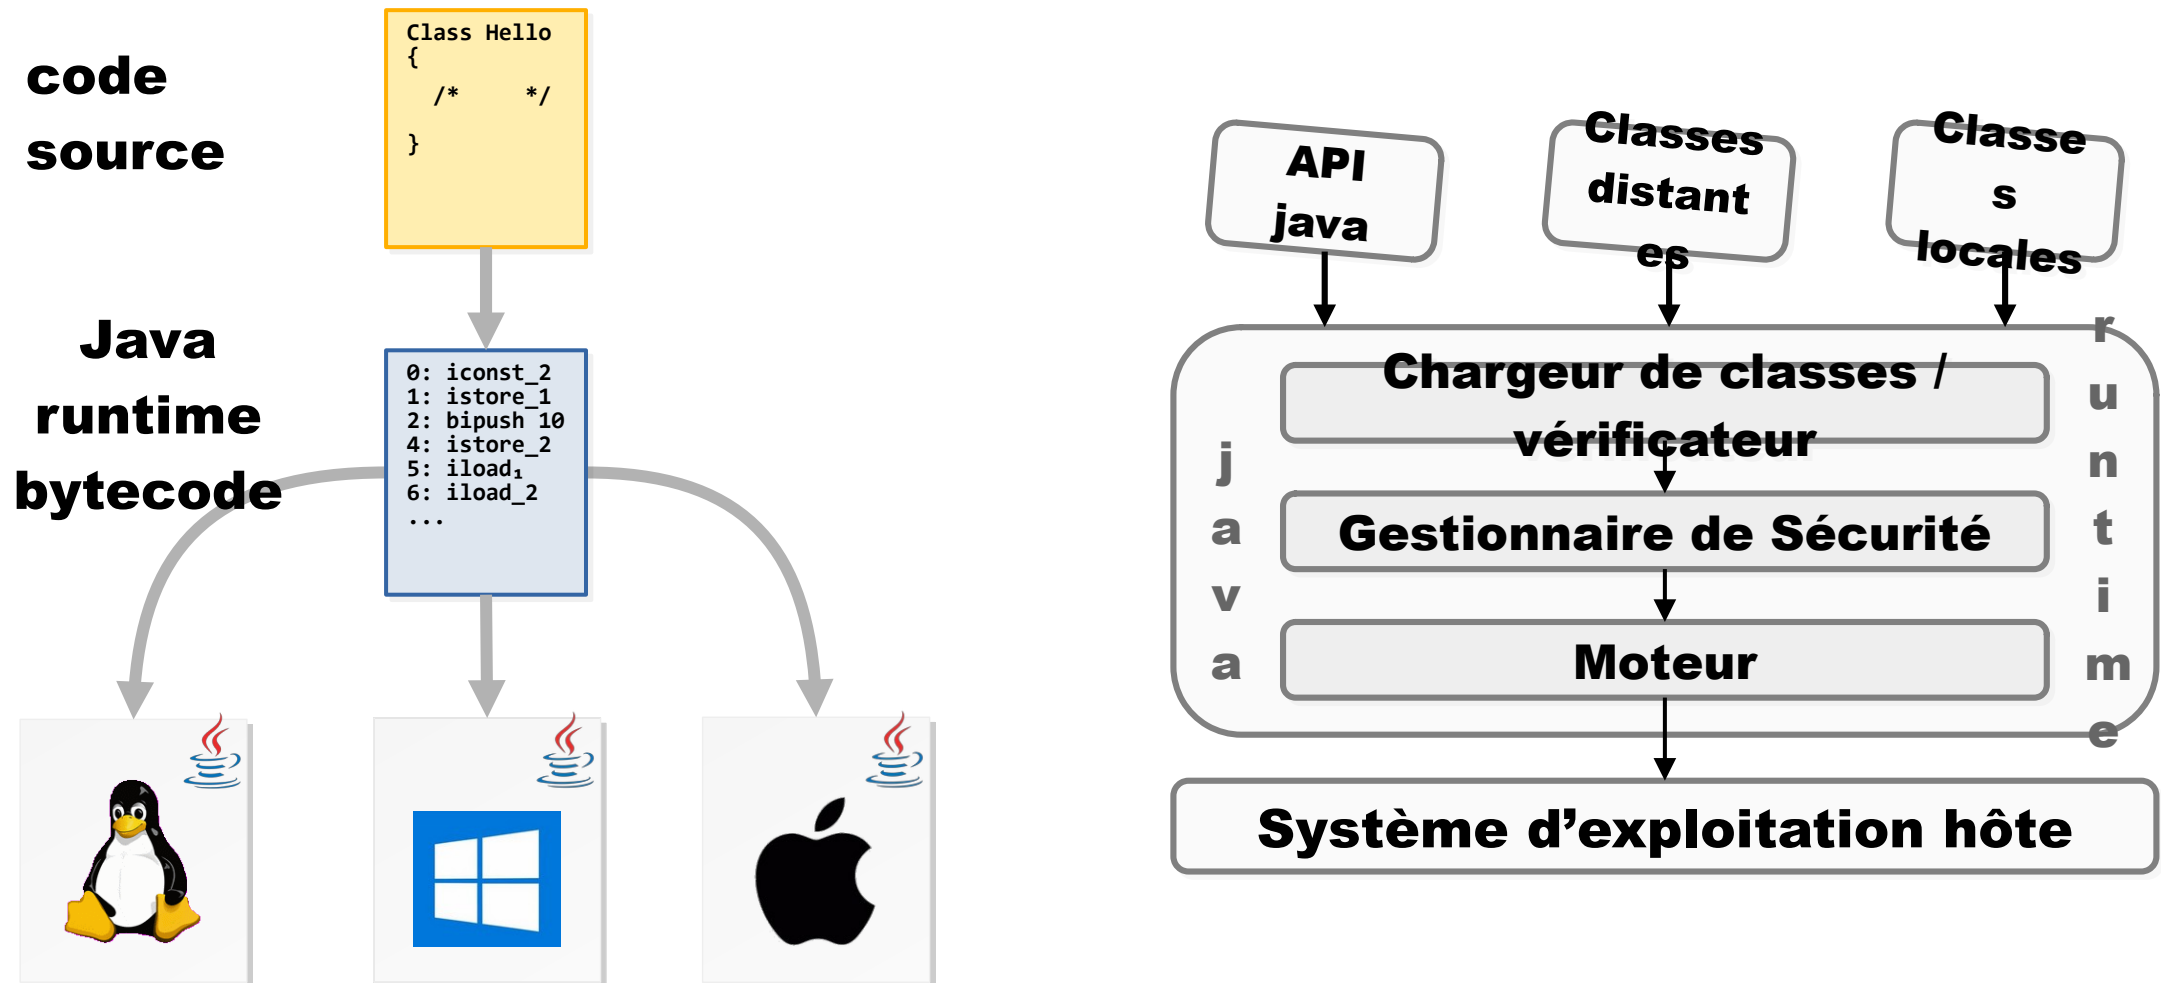 code
source
Class Hello
{
/* */
}
Java
runtime
bytecode
0: iconst_2
1: istore_1
2: bipush 10
4: istore_2
5: iload₁
6: iload_2
...
API
java
Classes
distant
es
Classe
s
locales
java
runtime
Chargeur de classes /
vérificateur
Gestionnaire de Sécurité
Moteur
Système d’exploitation hôte